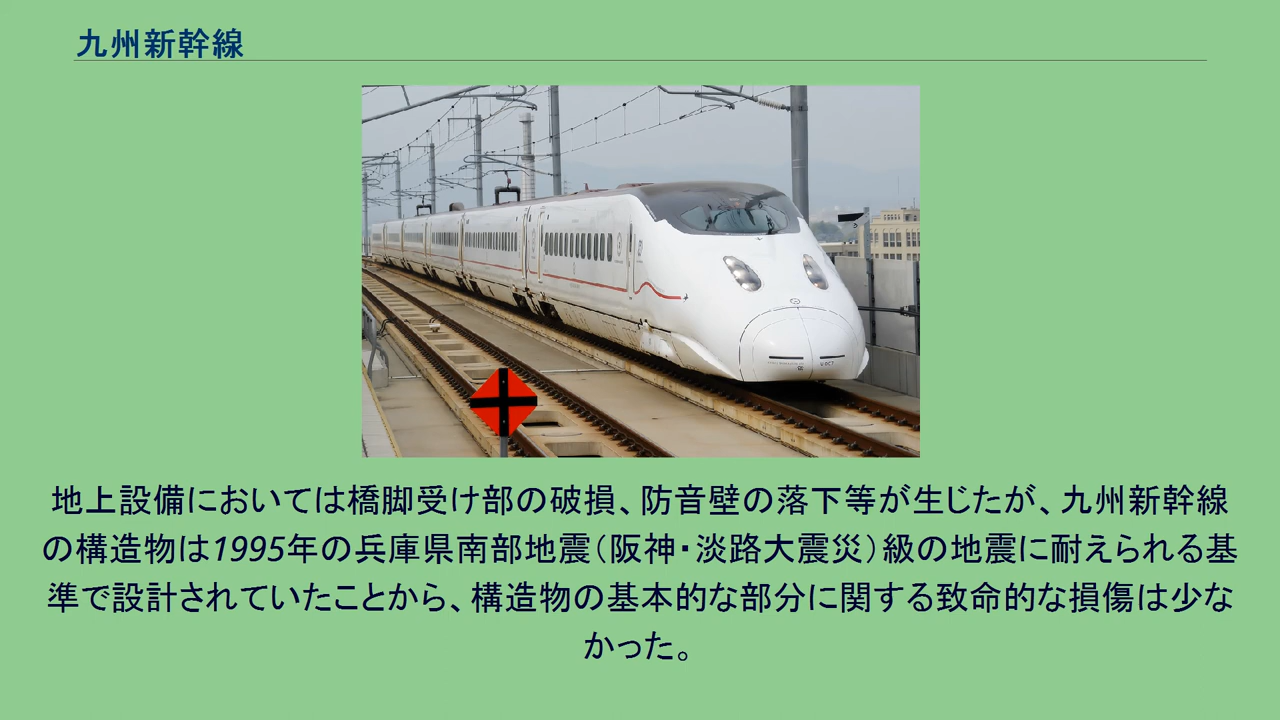 九州新幹線
地上設備においては橋脚受け部の破損、防音壁の落下等が生じたが、九州新幹線
の構造物は1995年の兵庫県南部地震（阪神・淡路大震災）級の地震に耐えられる基
準で設計されていたことから、構造物の基本的な部分に関する致命的な損傷は少な
かった。